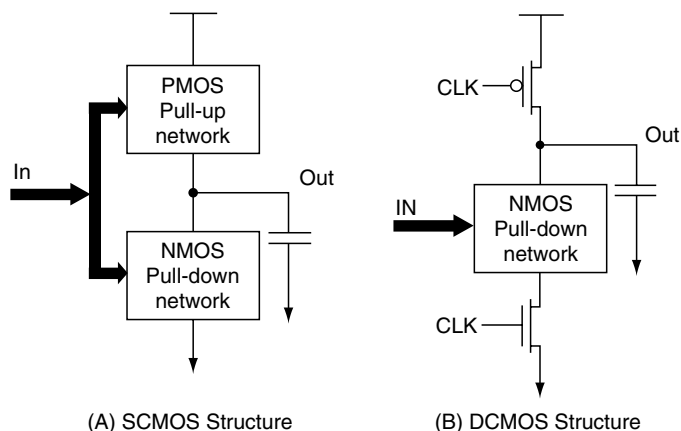 PMOS
Pull-up
network
In
Out
NMOS
Pull-down
network
(A) SCMOS Structure
CLK
Out
IN
NMOS
Pull-down
network
CLK
(B) DCMOS Structure